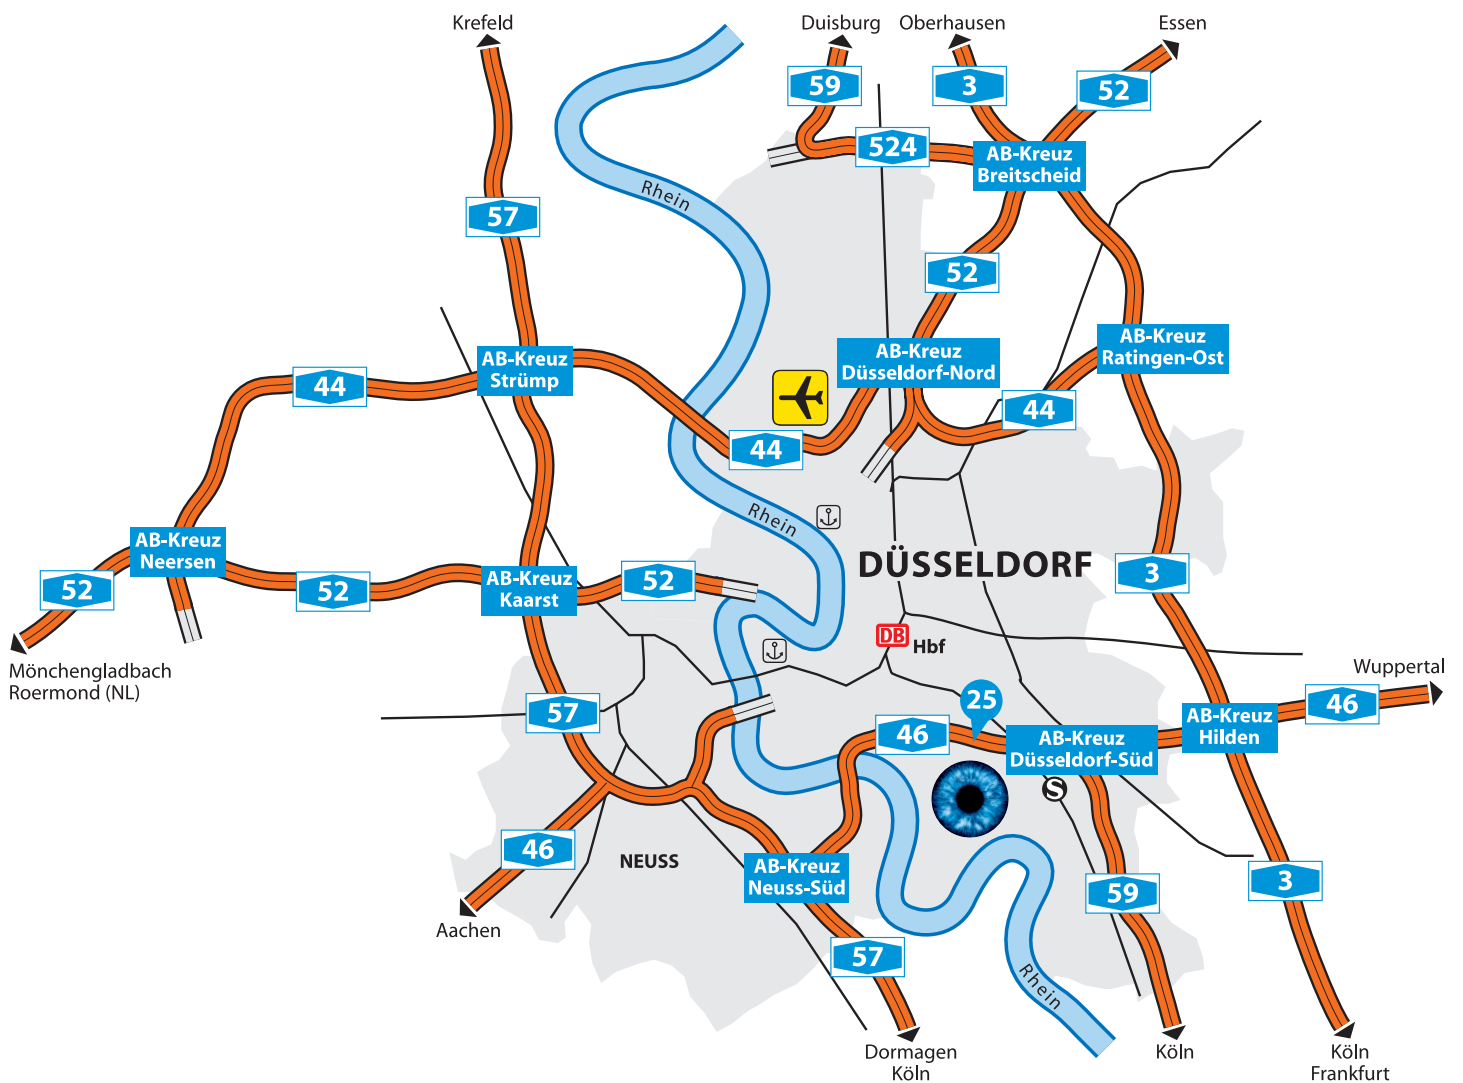 Krefeld
Duisburg
Oberhausen
Essen
59
3
52
524
AB-Kreuz
Breitscheid
Rhein
57
52
AB-Kreuz
Strümp
AB-Kreuz
Düsseldorf-Nord
AB-Kreuz
Ratingen-Ost
44
44
44
Rhein
AB-Kreuz
Neersen
DÜSSELDORF
52
52
AB-Kreuz
Kaarst
52
3
DB
Hbf
Mönchengladbach
Roermond (NL)
Wuppertal
57
25
46
46
AB-Kreuz
Düsseldorf-Süd
AB-Kreuz
Hilden
S
46
NEUSS
AB-Kreuz
Neuss-Süd
59
3
Aachen
57
Rhein
Dormagen
Köln
Köln
Köln
Frankfurt